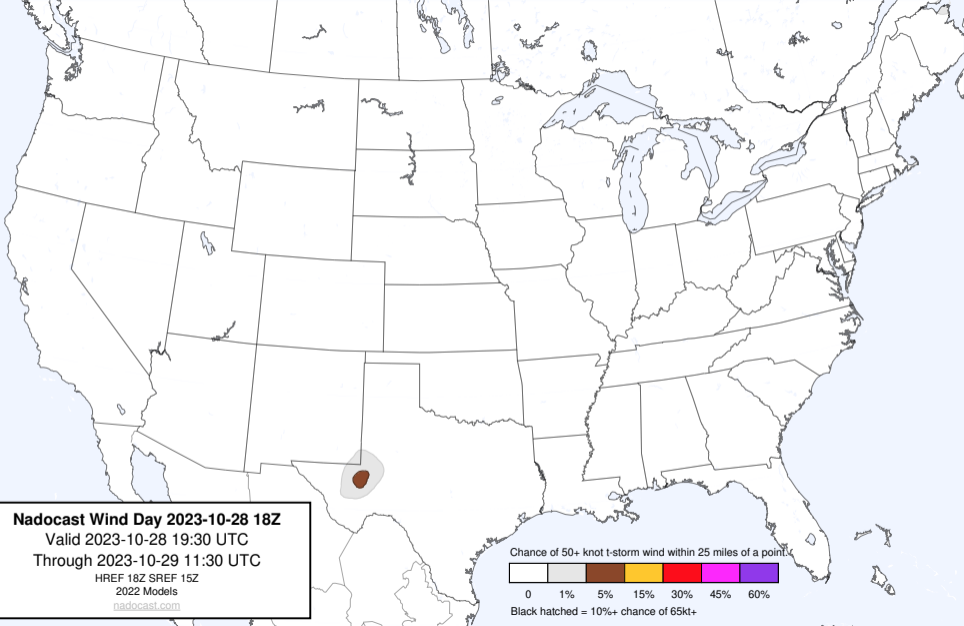 Nadocast Wind Day 2023-10-28 18Z
Valid 2023-10-28 19:30 UTC
Through 2023-10-29 11:30 UTC
HREF 18Z SREF 15Z
2022 Models
nadocast.com
Chance of 50+ knot t-storm wind within 25 miles of a point.
0 1% 5% 15% 30% 45% 60%
Black hatched = 10%+ chance of 65kt+